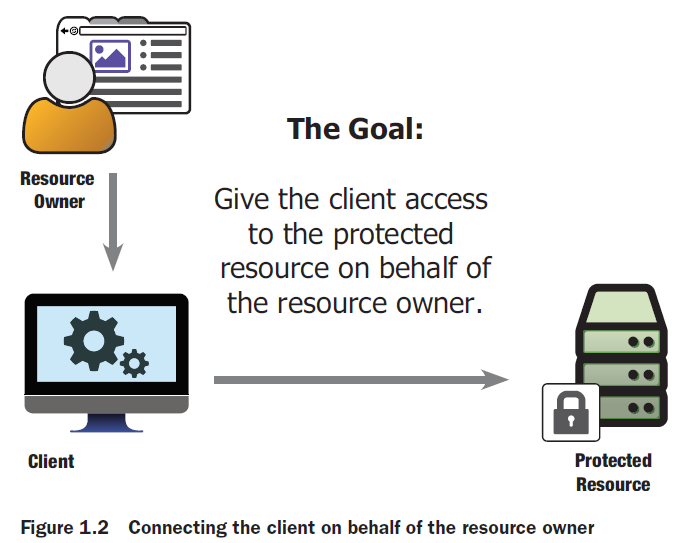 The Goal:
Resource
Owner
Give the client access
to the protected
resource on behalf of
the resource owner.
Client
Protected
Resource
Figure 1.2 Connecting the client on behalf of the resource owner